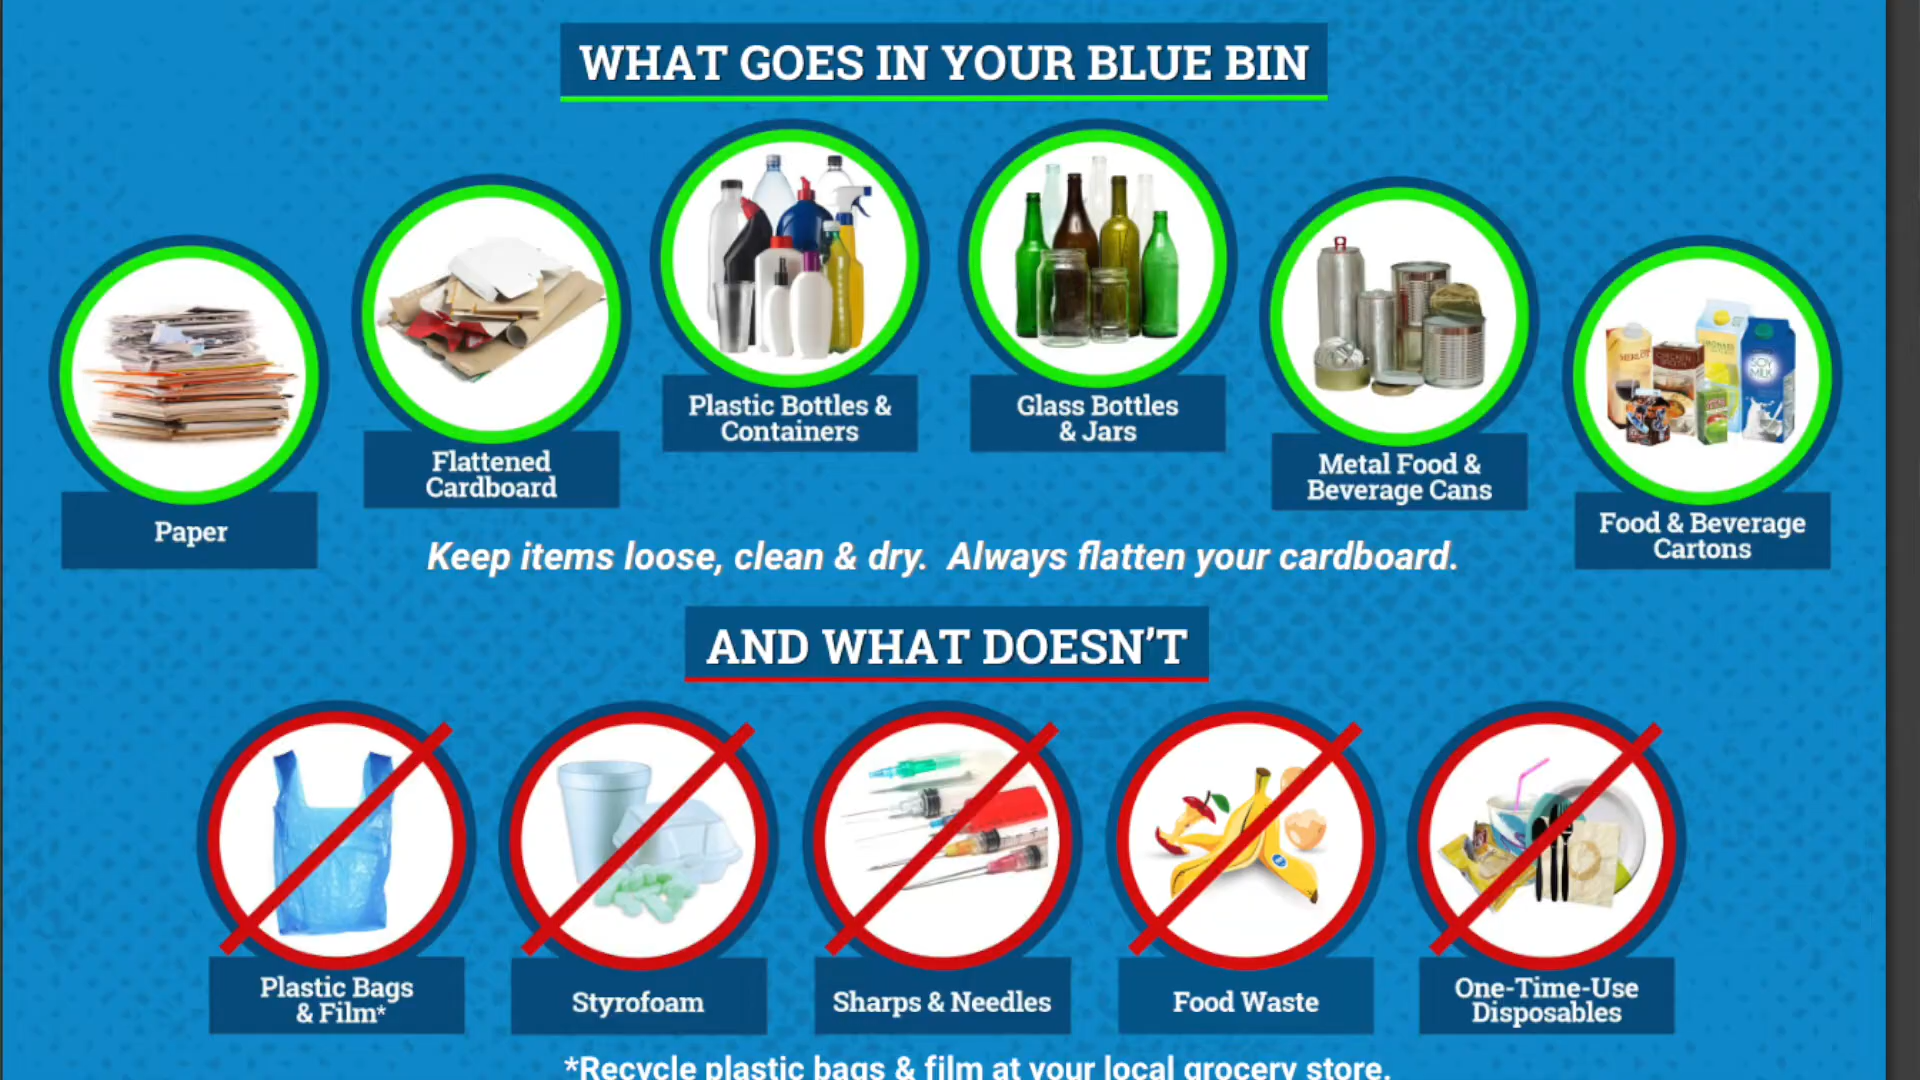 WHAT GOES IN YOUR BLUE BIN
Paper
Flattened
Cardboard
Plastic Bottles &
Containers
Glass Bottles
& Jars
Metal Food &
Beverage Cans
Food & Beverage
Cartons
SOY
MILK
Keep items loose, clean & dry. Always flatten your cardboard.
AND WHAT DOESN'T
Plastic Bags
& Film*
Styrofoam
Sharps & Needles
Food Waste
One-Time-Use
Disposables
*Recycle plastic bags & film at your local grocery store.